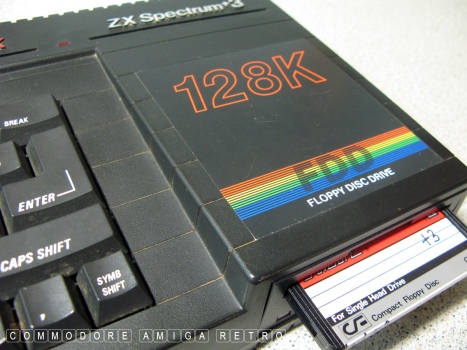 ZX Spectrum+3
128K
BREAK
FDD
FLOPPY DISC DRIVE
ENTER
CAPS SHIFT
SYMB
SHIFT
+3
For Single Head Drive
CF Compact Floppy Disc
COMMODORE AMIGA RETRO